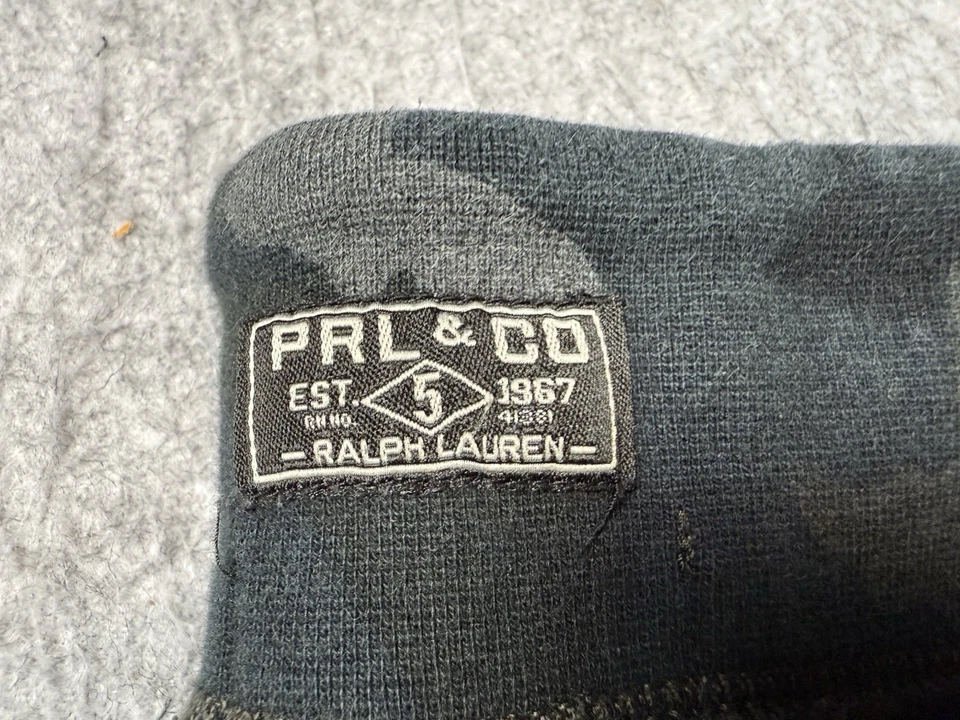 PRL & CO
EST. 5 1967
RN NO. 41381
— RALPH LAUREN —